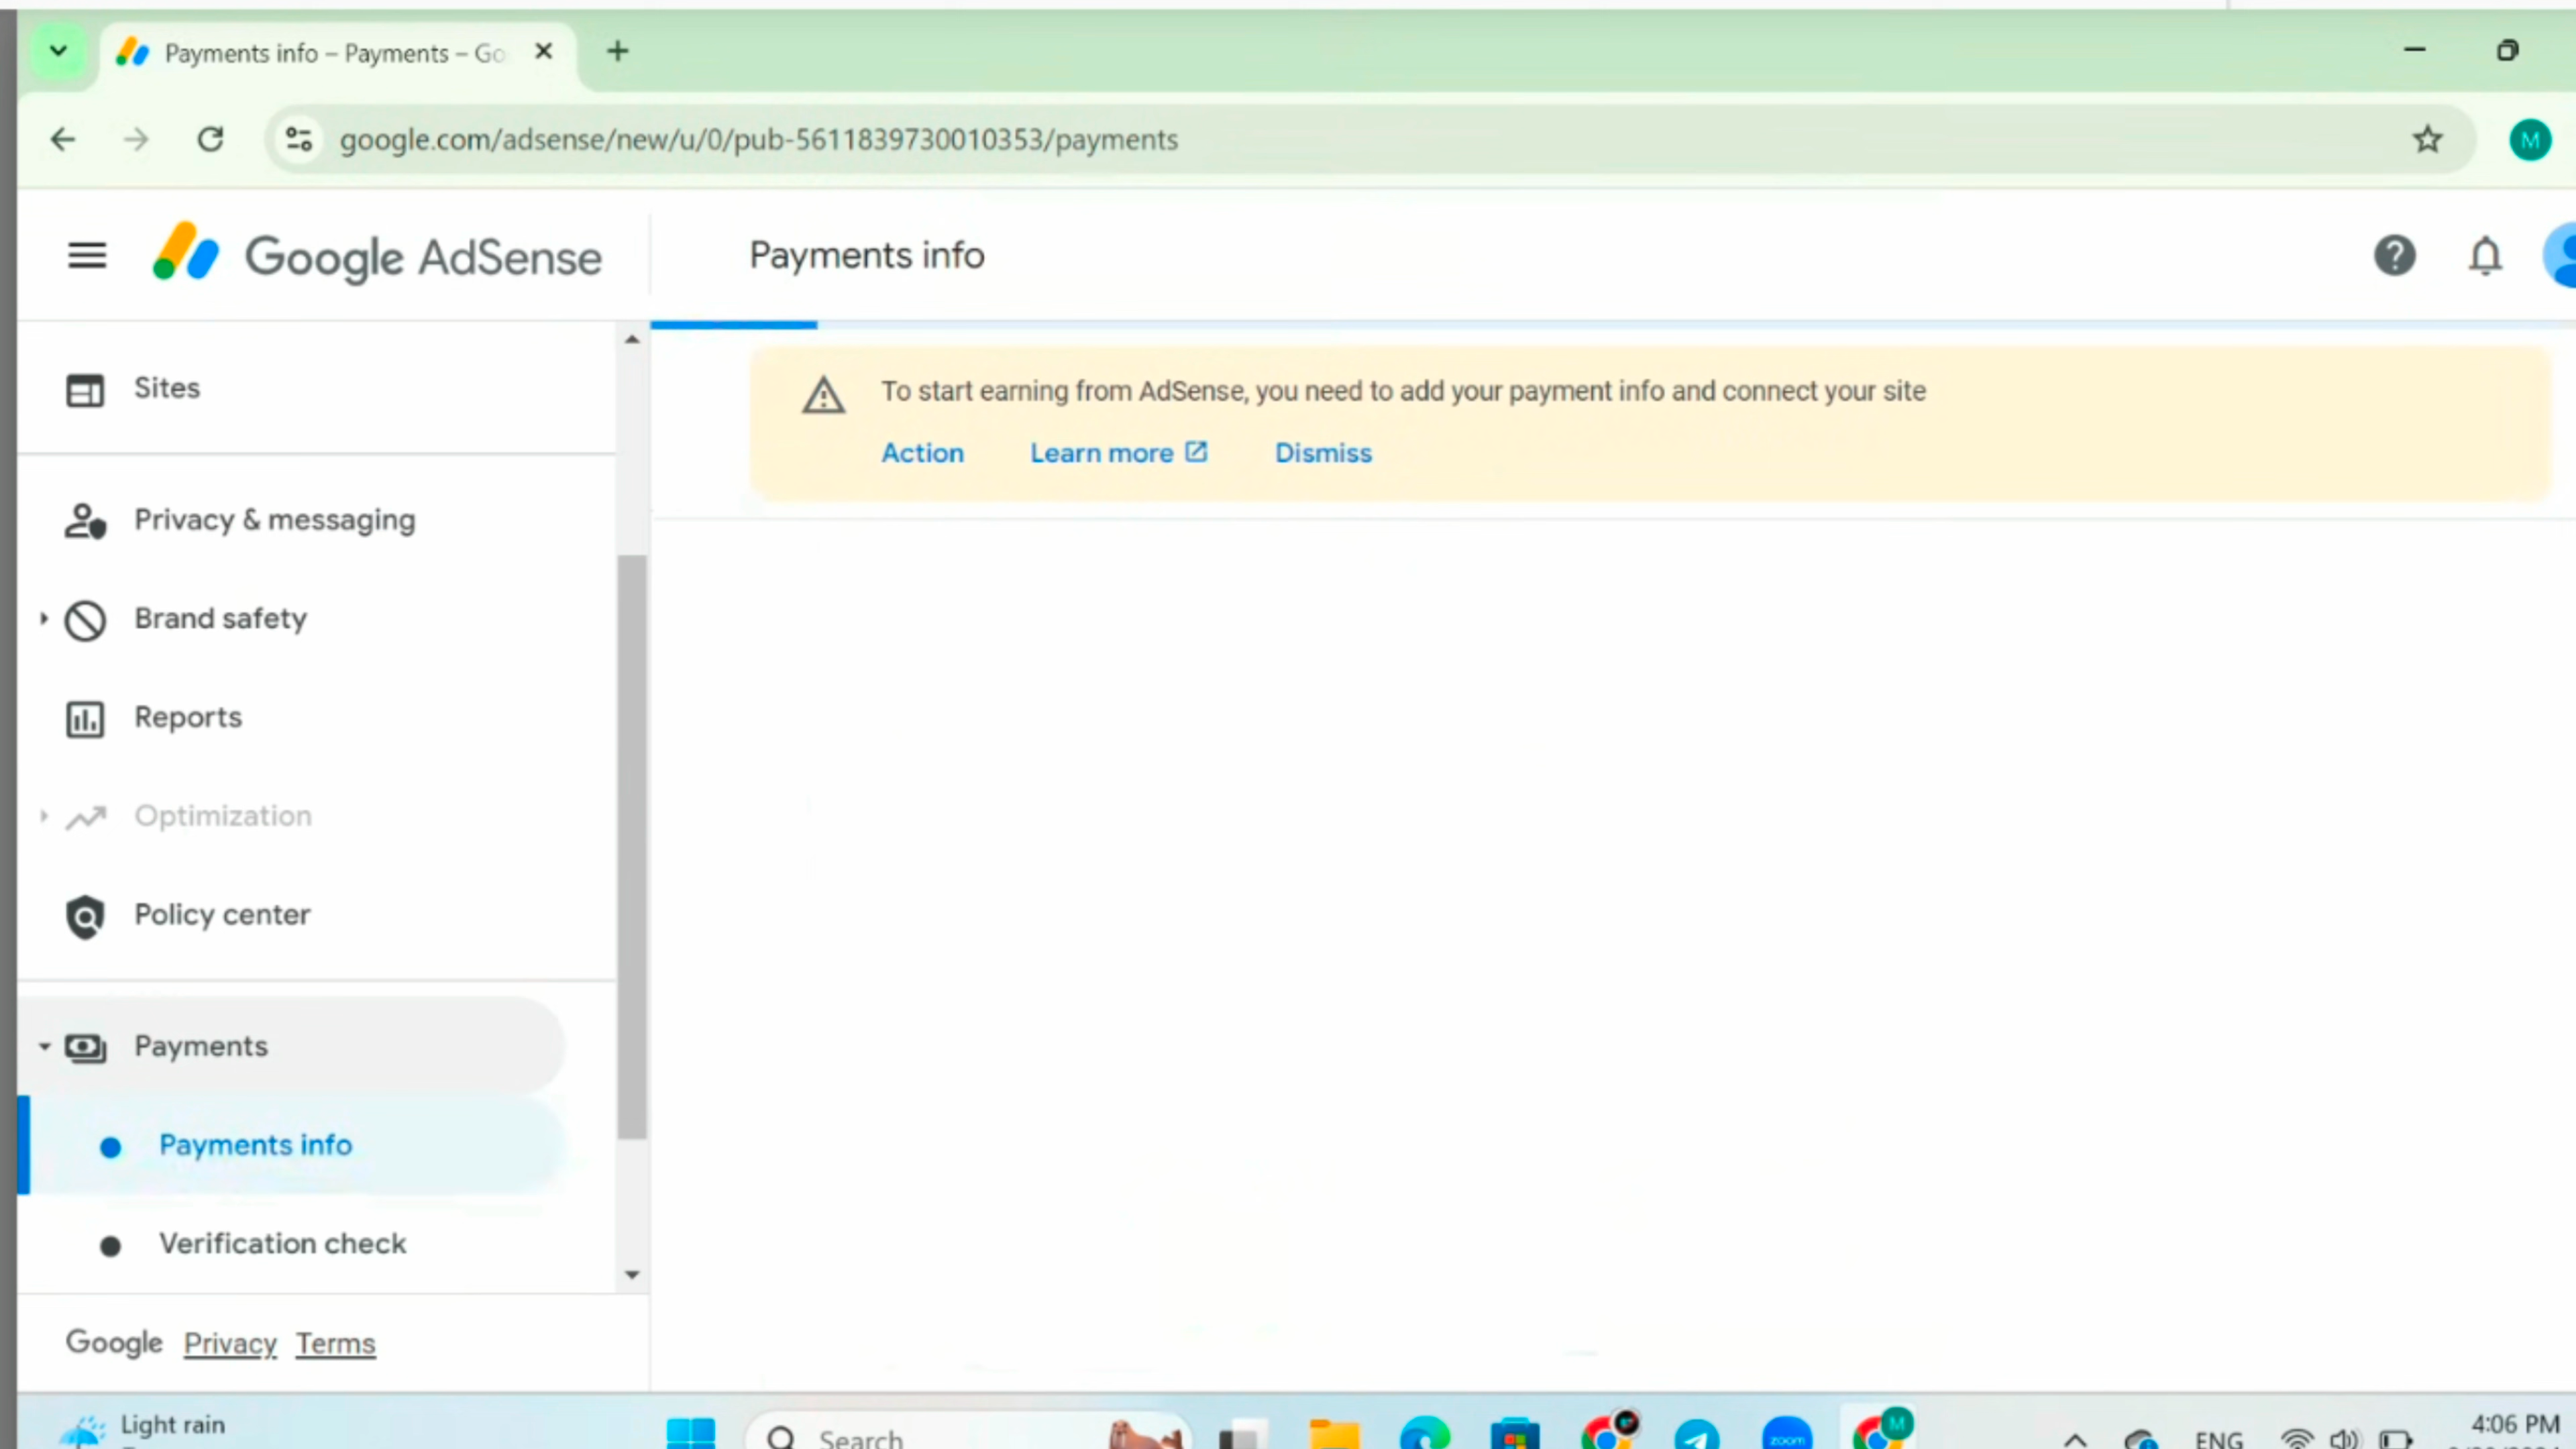 Payments info – Payments – Go
google.com/adsense/new/u/0/pub-5611839730010353/payments
M
Google AdSense
Payments info
Sites
To start earning from AdSense, you need to add your payment info and connect your site
Action
Learn more
Dismiss
Privacy & messaging
Brand safety
Reports
Optimization
Policy center
Payments
Payments info
Verification check
Google Privacy Terms
Light rain
Search
zoom
M
ENG
4:06 PM